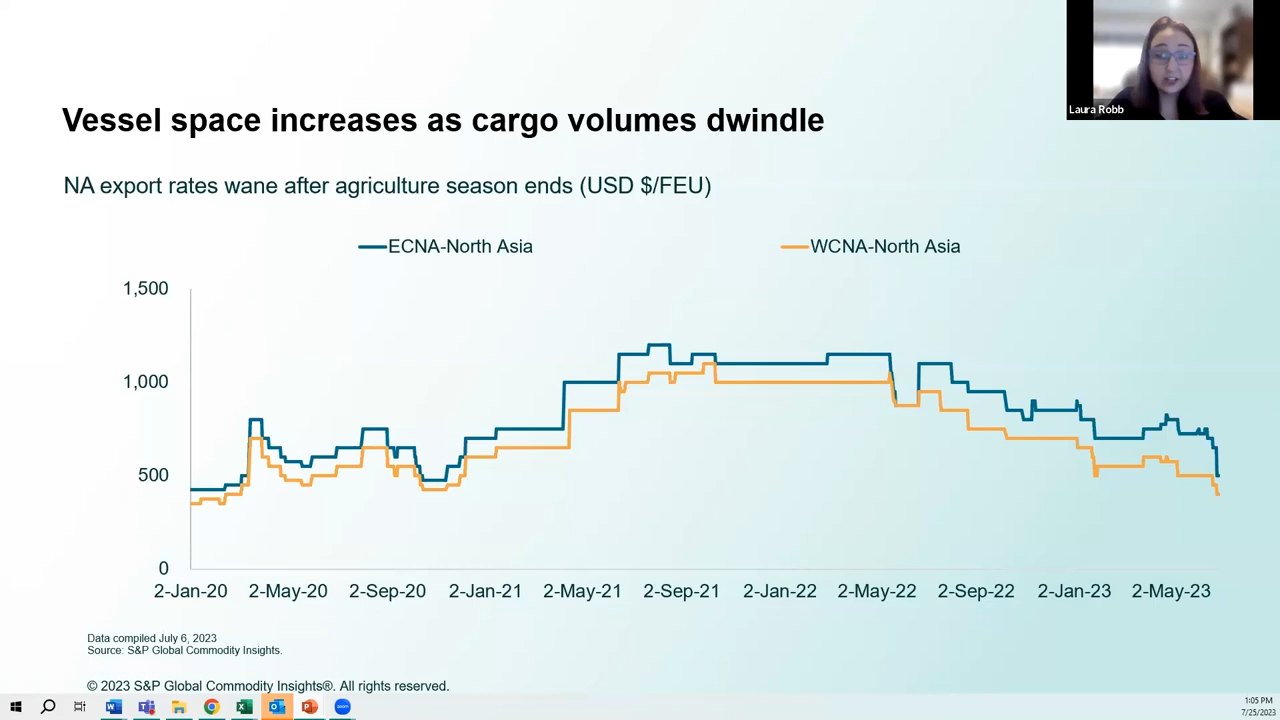 Laura Robb
Vessel space increases as cargo volumes dwindle
NA export rates wane after agriculture season ends (USD $/FEU)
ECNA-North Asia
WCNA-North Asia
1,500
1,000
500
0
2-Jan-20 2-May-20 2-Sep-20 2-Jan-21 2-May-21 2-Sep-21 2-Jan-22 2-May-22 2-Sep-22 2-Jan-23 2-May-23
Data compiled July 6, 2023
Source: S&P Global Commodity Insights.
© 2023 S&P Global Commodity Insights®. All rights reserved.
zoom
1:05 PM
7/25/2023